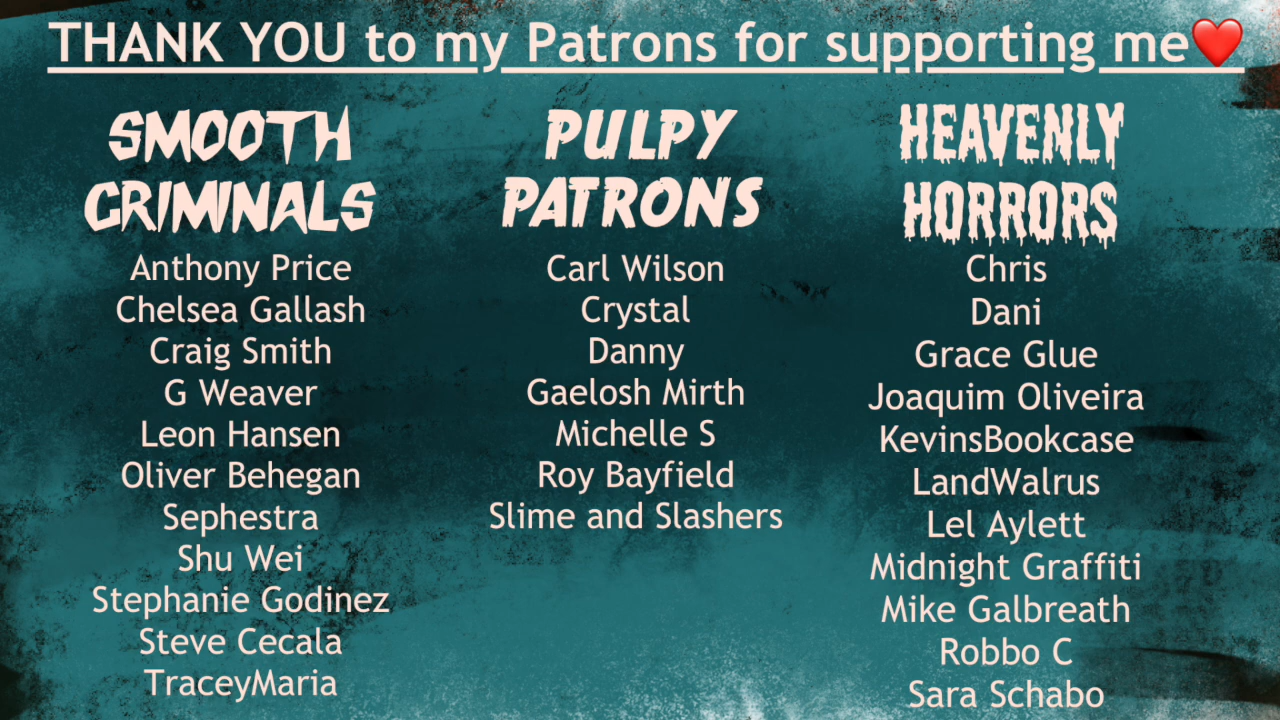 THANK YOU to my Patrons for supporting me❤️
SMOOTH
CRIMINALS
Anthony Price
Chelsea Gallash
Craig Smith
G Weaver
Leon Hansen
Oliver Behegan
Sephestra
Shu Wei
Stephanie Godinez
Steve Cecala
TraceyMaria
PULPY
PATRONS
Carl Wilson
Crystal
Danny
Gaelosh Mirth
Michelle S
Roy Bayfield
Slime and Slashers
HEAVENLY
HORRORS
Chris
Dani
Grace Glue
Joaquim Oliveira
KevinsBookcase
LandWalrus
Lel Aylett
Midnight Graffiti
Mike Galbreath
Robbo C
Sara Schabo